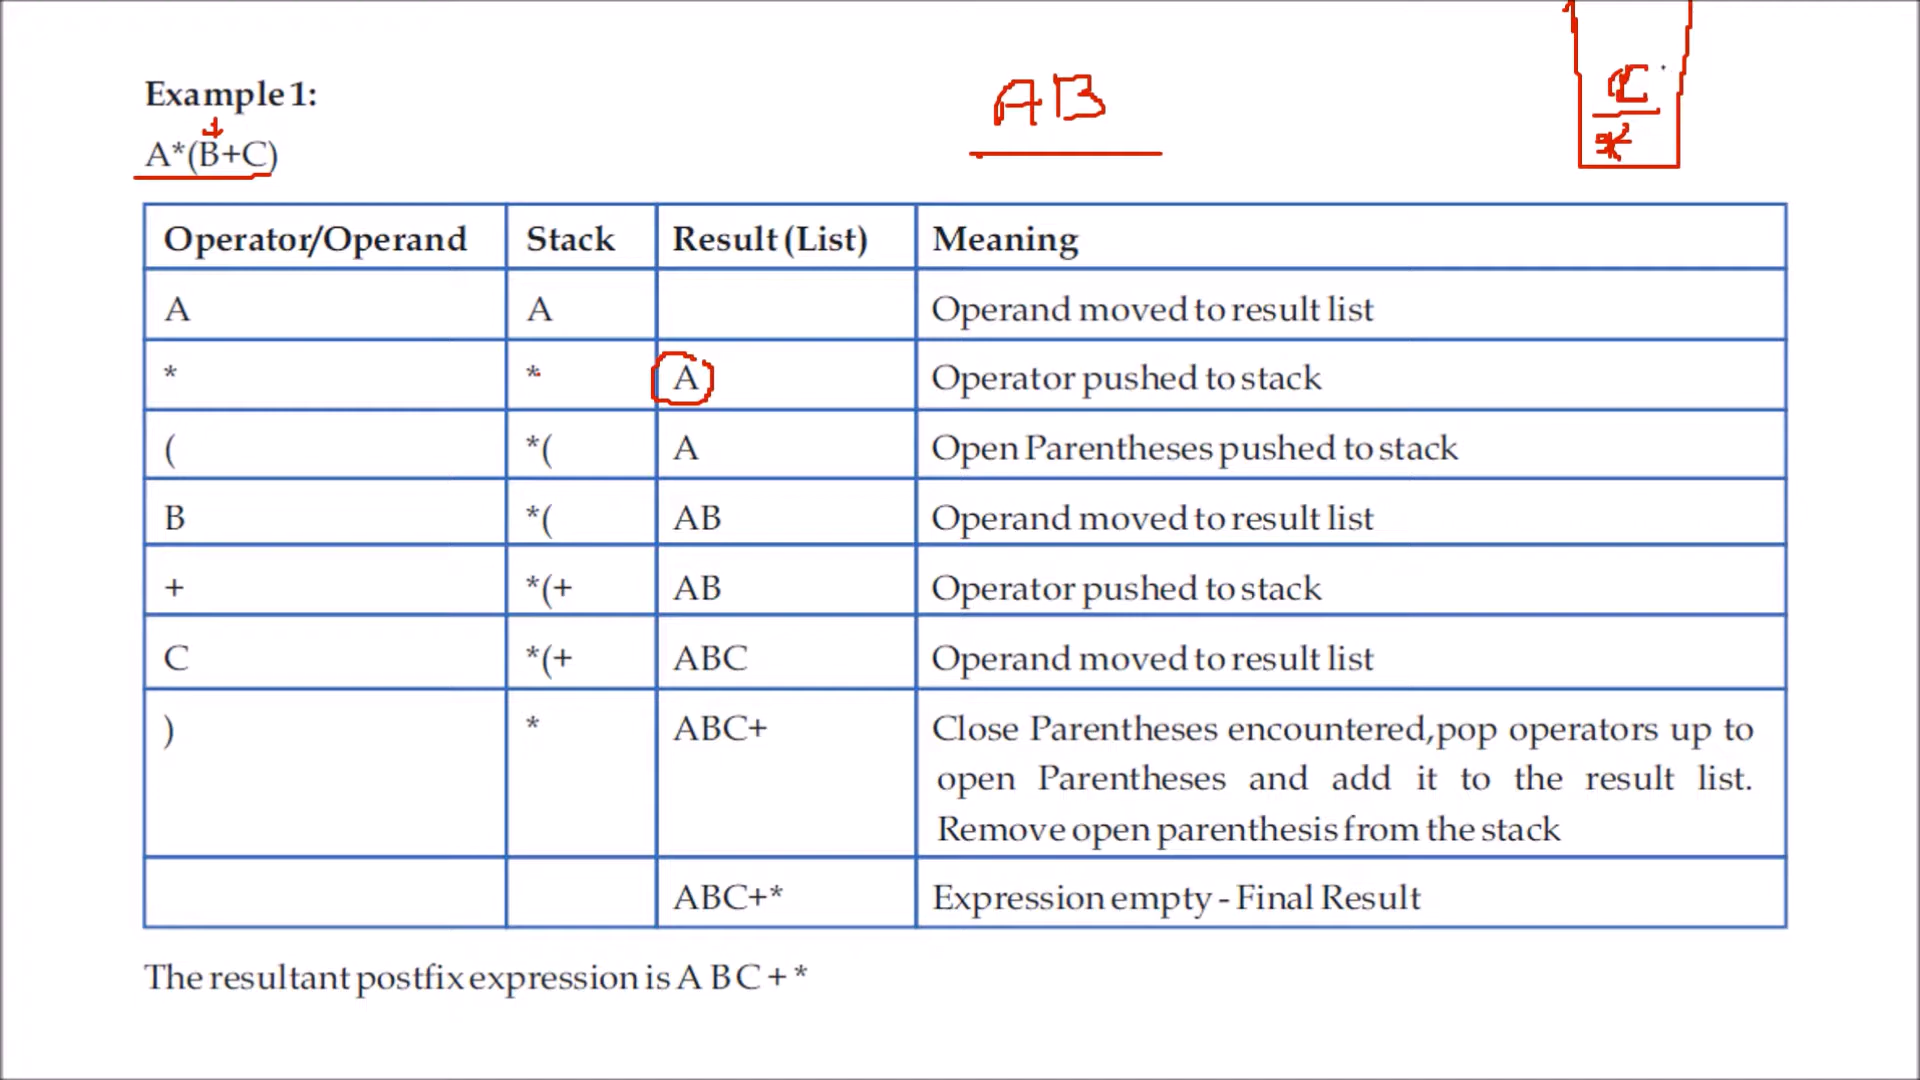 Example 1:
A*(B+C)
AB
C
*
Operator/Operand Stack Result (List) Meaning
A A Operand moved to result list
* * A Operator pushed to stack
( *( A Open Parentheses pushed to stack
B *( AB Operand moved to result list
+ *(+ AB Operator pushed to stack
C *(+ ABC Operand moved to result list
) * ABC+ Close Parentheses encountered,pop operators up to
open Parentheses and add it to the result list.
Remove open parenthesis from the stack
ABC+* Expression empty - Final Result
The resultant postfix expression is A B C + *